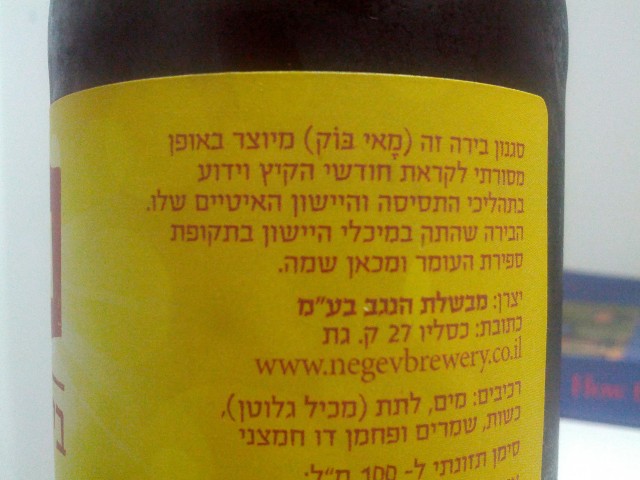 סגנון בירה זה (מָאי בּוֹק) מיוצר באופן
מסורתי לקראת חודשי הקיץ וידוע
בתהליכי התסיסה והיישון האיטיים שלו.
הבירה שהתה במיכלי היישון בתקופת
ספירת העומר ומכאן שמה.
יצרן: מבשלת הנגב בע״מ
כתובת: כסליו 27 ק. גת
www.negevbrewery.co.il
רכיבים: מים, לתת (מכיל גלוטן),
כשות, שמרים ופחמן דו חמצני
סימן תזונתי ל- 100 מ״ל:
How